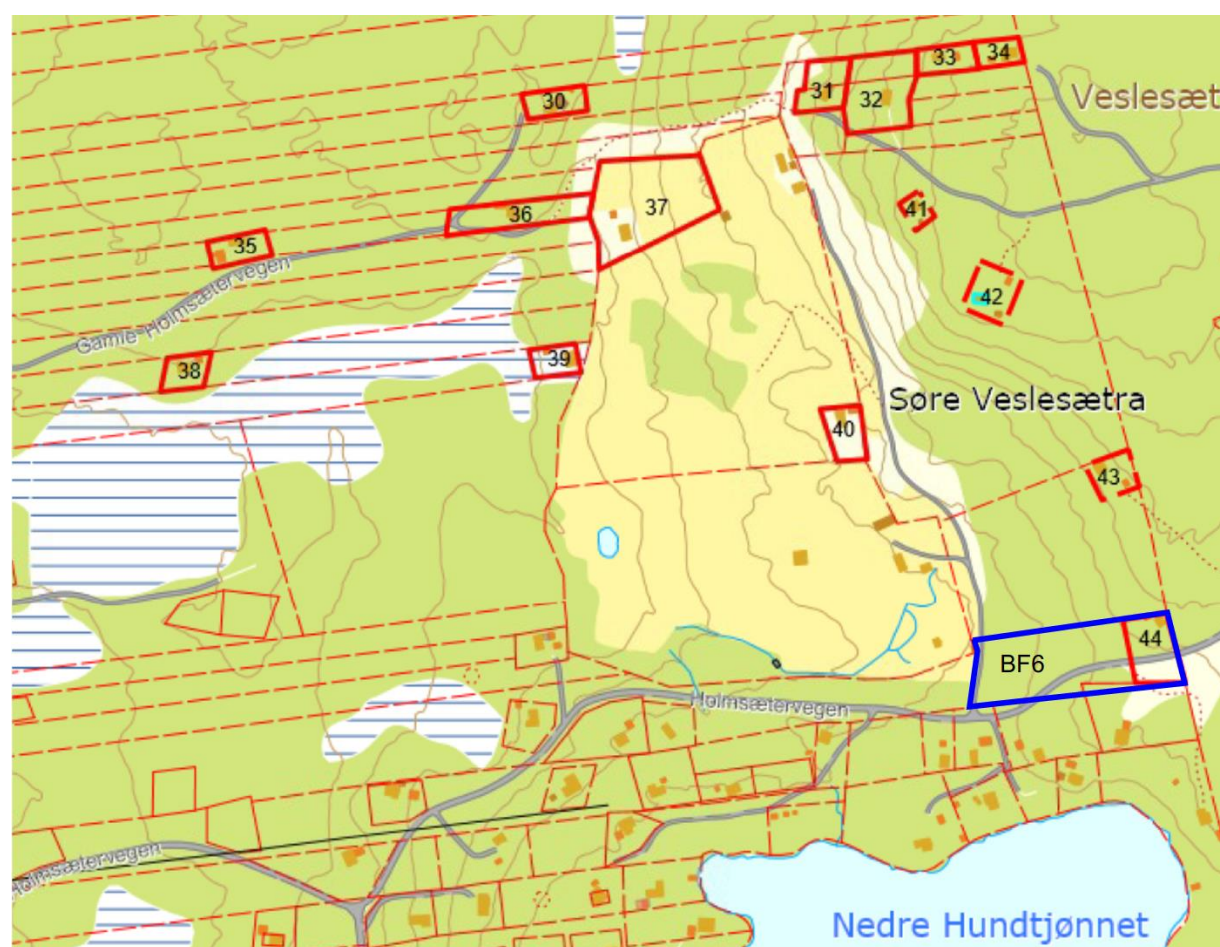 33
34
31
32
Veslesæt
30
41
36
37
35
42
Gamle-Holmsætervegen
39
38
Søre Veslesætra
40
43
44
BF6
Holmsætervegen
Holmsætervegen
Nedre Hundtjønnet